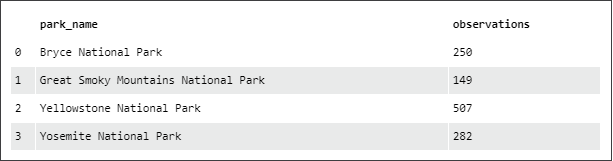 park_name observations
0 Bryce National Park 250
1 Great Smoky Mountains National Park 149
2 Yellowstone National Park 507
3 Yosemite National Park 282